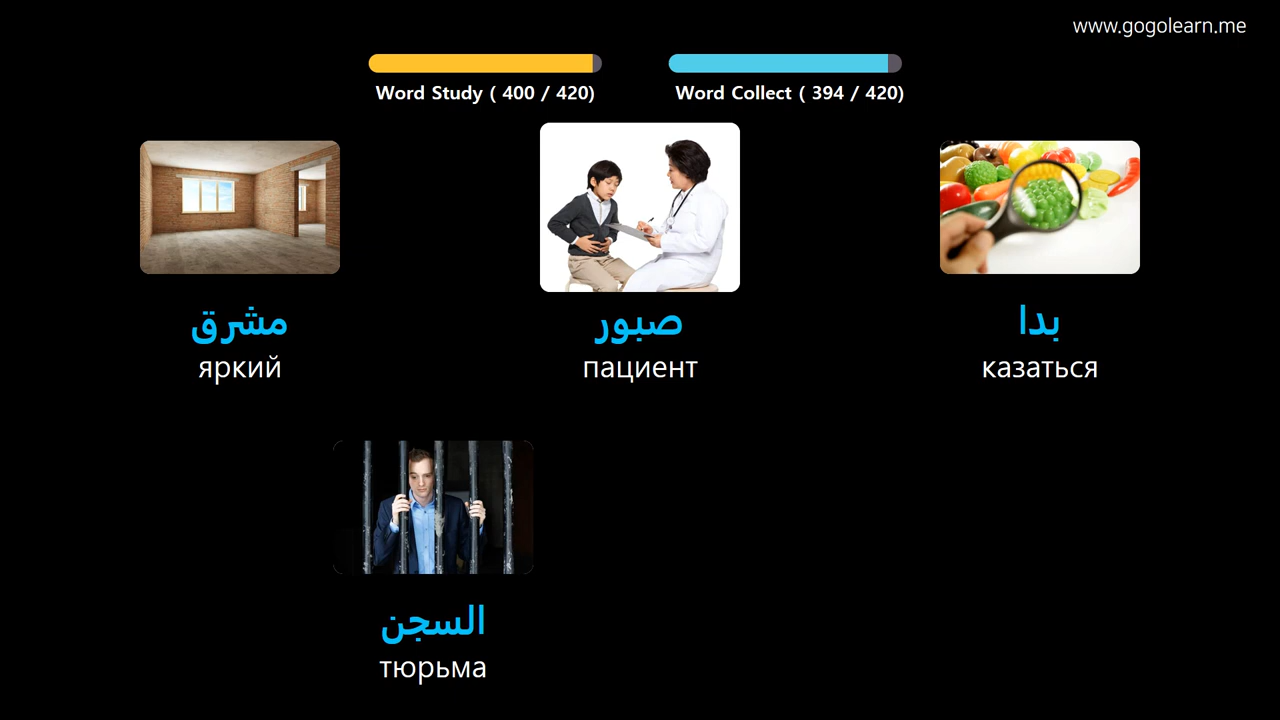 www.gogolearn.me
Word Study ( 400 / 420)
Word Collect ( 394 / 420)
مشرق
яркий
صبور
пациент
بدا
казаться
السجن
тюрьма